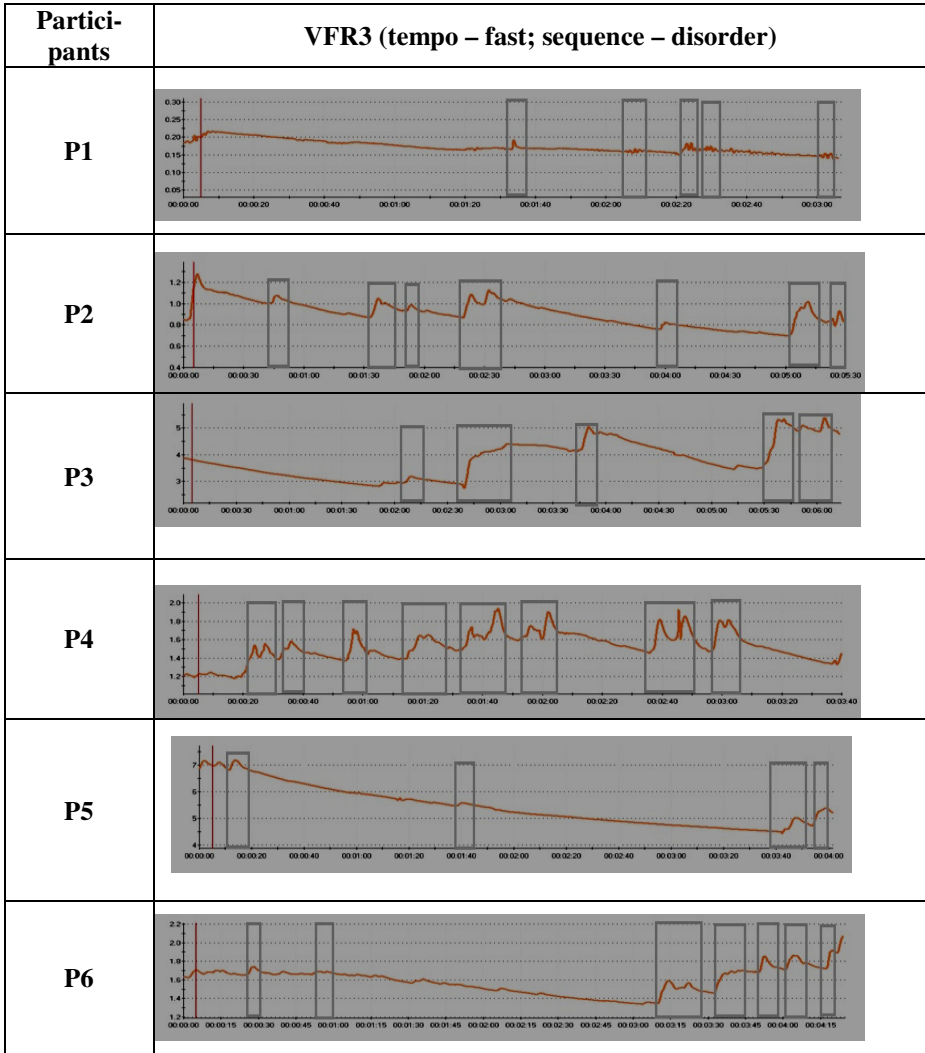 Partici-
pants
VFR3 (tempo – fast; sequence – disorder)
P1
0.30
0.25
0.20
0.15
0.10
0.05
00:00:00 00:00:20 00:00:40 00:01:00 00:01:20 00:01:40 00:02:00 00:02:20 00:02:40 00:03:00
P2
1.2
1.0
0.8
0.6
0.4
00:00:00 00:00:30 00:01:00 00:01:30 00:02:00 00:02:30 00:03:00 00:03:30 00:04:00 00:04:30 00:05:00 00:05:30
P3
5
4
3
00:00:00 00:00:30 00:01:00 00:01:30 00:02:00 00:02:30 00:03:00 00:03:30 00:04:00 00:04:30 00:05:00 00:05:30 00:06:00
P4
2.0
1.8
1.6
1.4
1.2
00:00:00 00:00:20 00:00:40 00:01:00 00:01:20 00:01:40 00:02:00 00:02:20 00:02:40 00:03:00 00:03:20 00:03:40
P5
7
6
5
4
00:00:00 00:00:20 00:00:40 00:01:00 00:01:20 00:01:40 00:02:00 00:02:20 00:02:40 00:03:00 00:03:20 00:03:40 00:04:00
P6
2.2
2.0
1.8
1.6
1.4
1.2
00:00:00 00:00:15 00:00:30 00:00:45 00:01:00 00:01:15 00:01:30 00:01:45 00:02:00 00:02:15 00:02:30 00:02:45 00:03:00 00:03:15 00:03:30 00:03:45 00:04:00 00:04:15